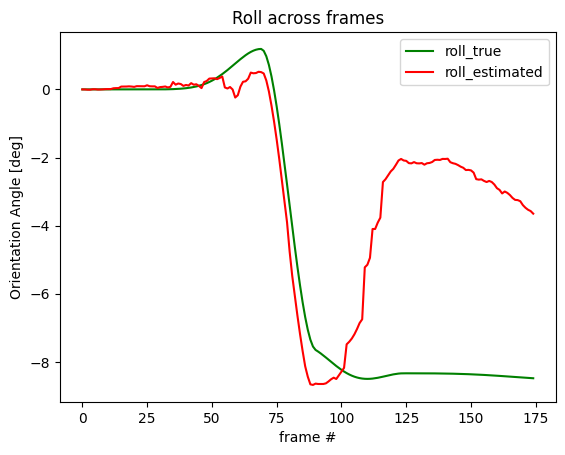 Roll across frames
roll_true
roll_estimated
0
−2
−4
−6
−8
Orientation Angle [deg]
0 25 50 75 100 125 150 175
frame #